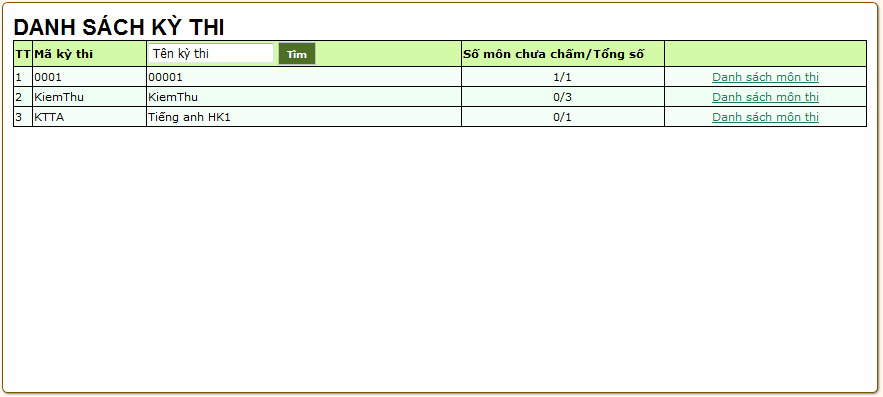 DANH SÁCH KỲ THI
TT Mã kỳ thi Tên kỳ thi Tìm Số môn chưa chấm/Tổng số
1 0001 00001 1/1 Danh sách môn thi
2 KiemThu KiemThu 0/3 Danh sách môn thi
3 KTTA Tiếng anh HK1 0/1 Danh sách môn thi